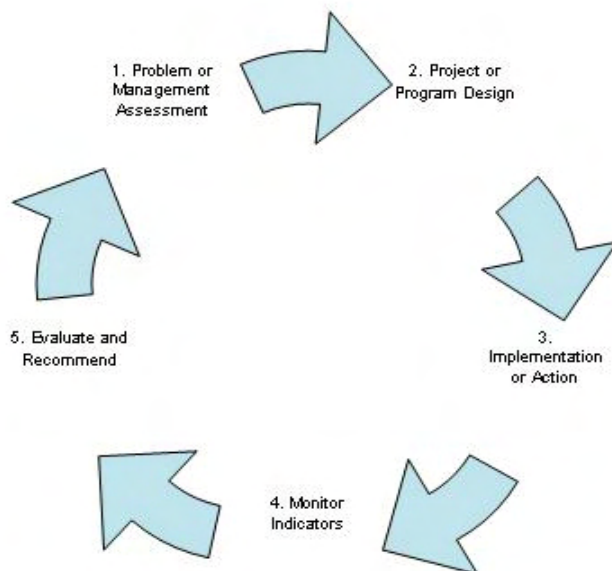 1. Problem or
Management
Assessment
2. Project or
Program Design
3.
Implementation
or Action
4. Monitor
Indicators
5. Evaluate and
Recommend